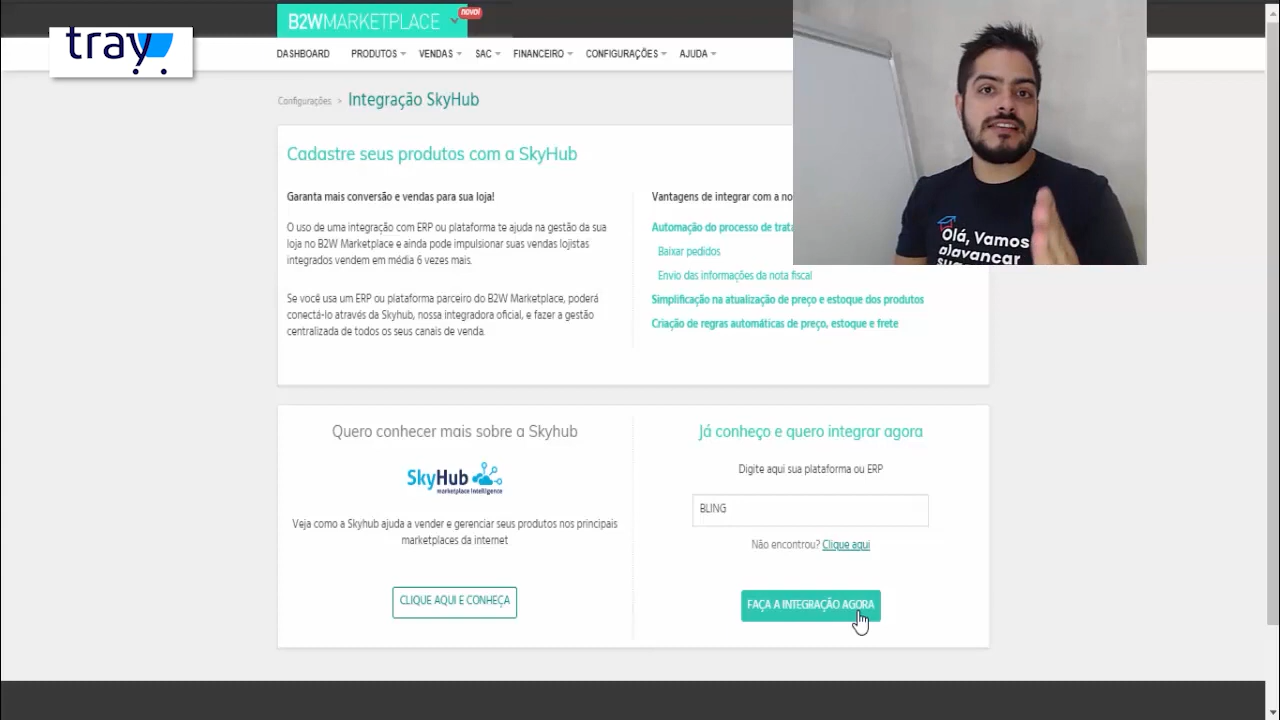 B2WMARKETPLACE
novo!
tray
DASHBOARD PRODUTOS VENDAS SAC FINANCEIRO CONFIGURAÇÕES AJUDA
Configurações > Integração SkyHub
Cadastre seus produtos com a SkyHub
Garanta mais conversão e vendas para sua loja!
O uso de uma integração com ERP ou plataforma te ajuda na gestão da sua
loja no B2W Marketplace e ainda pode impulsionar suas vendas lojistas
integrados vendem em média 6 vezes mais.
Se você usa um ERP ou plataforma parceiro do B2W Marketplace, poderá
conectá-lo através da Skyhub, nossa integradora oficial, e fazer a gestão
centralizada de todos os seus canais de venda.
Vantagens de integrar com a
Automação do processo de
Baixar pedidos
Envio das informações da nota fiscal
Simplificação na atualização de preço e estoque dos produtos
Criação de regras automáticas de preço, estoque e frete
Olá, Vamos
alavancar
Quero conhecer mais sobre a Skyhub
SkyHub
marketplace intelligence
Veja como a Skyhub ajuda a vender e gerenciar seus produtos nos principais
marketplaces da internet
CLIQUE AQUI E CONHEÇA
Já conheço e quero integrar agora
Digite aqui sua plataforma ou ERP
BLING
Não encontrou? Clique aqui
FAÇA A INTEGRAÇÃO AGORA